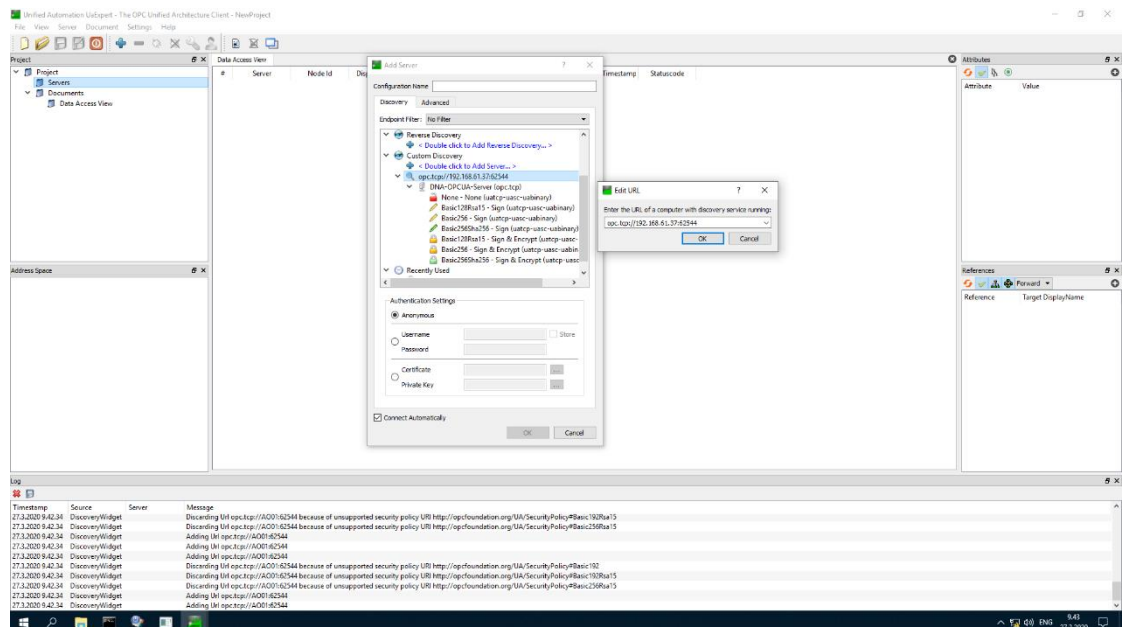 Unified Automation UaExpert - The OPC Unified Architecture Client - NewProject
File View Server Document Settings Help
Project
Project
Servers
Documents
Data Access View
Address Space
Data Access View
# Server Node Id Timestamp Statuscode
Add Server ? ×
Configuration Name
Discovery Advanced
Endpoint Filter: No Filter
Reverse Discovery
< Double click to Add Reverse Discovery... >
Custom Discovery
< Double click to Add Server... >
opc.tcp://192.168.61.37:62544
DNA-OPCUA-Server (opc.tcp)
None - None (uatcp-uasc-uabinary)
Basic128Rsa15 - Sign (uatcp-uasc-uabinary)
Basic256 - Sign (uatcp-uasc-uabinary)
Basic256Sha256 - Sign (uatcp-uasc-uabinary)
Basic128Rsa15 - Sign & Encrypt (uatcp-uasc-
Basic256 - Sign & Encrypt (uatcp-uasc-uabin
Basic256Sha256 - Sign & Encrypt (uatcp-uasc
Recently Used
Authentication Settings
Anonymous
Username Store
Password
Certificate ...
Private Key ...
Connect Automatically
OK Cancel
Edit URL ? ×
Enter the URL of a computer with discovery service running:
opc.tcp://192.168.61.37:62544
OK Cancel
Attributes
Attribute Value
References
Forward
Reference Target DisplayName
Log
Timestamp Source Server Message
27.3.2020 9.42.34 DiscoveryWidget Discarding Url opc.tcp://AO01:62544 because of unsupported security policy URI http://opcfoundation.org/UA/SecurityPolicy#Basic192Rsa15
27.3.2020 9.42.34 DiscoveryWidget Discarding Url opc.tcp://AO01:62544 because of unsupported security policy URI http://opcfoundation.org/UA/SecurityPolicy#Basic256Rsa15
27.3.2020 9.42.34 DiscoveryWidget Adding Url opc.tcp://AO01:62544
27.3.2020 9.42.34 DiscoveryWidget Adding Url opc.tcp://AO01:62544
27.3.2020 9.42.34 DiscoveryWidget Adding Url opc.tcp://AO01:62544
27.3.2020 9.42.34 DiscoveryWidget Discarding Url opc.tcp://AO01:62544 because of unsupported security policy URI http://opcfoundation.org/UA/SecurityPolicy#Basic192
27.3.2020 9.42.34 DiscoveryWidget Discarding Url opc.tcp://AO01:62544 because of unsupported security policy URI http://opcfoundation.org/UA/SecurityPolicy#Basic192Rsa15
27.3.2020 9.42.34 DiscoveryWidget Discarding Url opc.tcp://AO01:62544 because of unsupported security policy URI http://opcfoundation.org/UA/SecurityPolicy#Basic256Rsa15
27.3.2020 9.42.34 DiscoveryWidget Adding Url opc.tcp://AO01:62544
27.3.2020 9.42.34 DiscoveryWidget Adding Url opc.tcp://AO01:62544
ENG 9.43